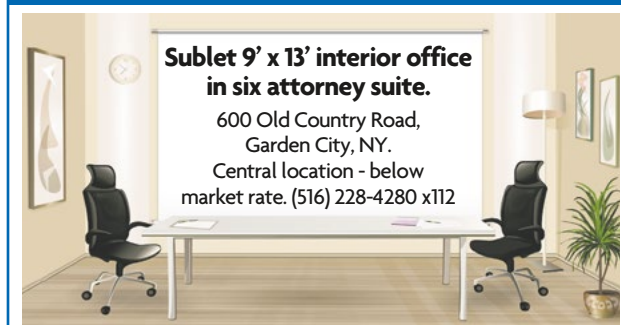 Sublet 9’ x 13’ interior office
in six attorney suite.
600 Old Country Road,
Garden City, NY.
Central location - below
market rate. (516) 228-4280 x112